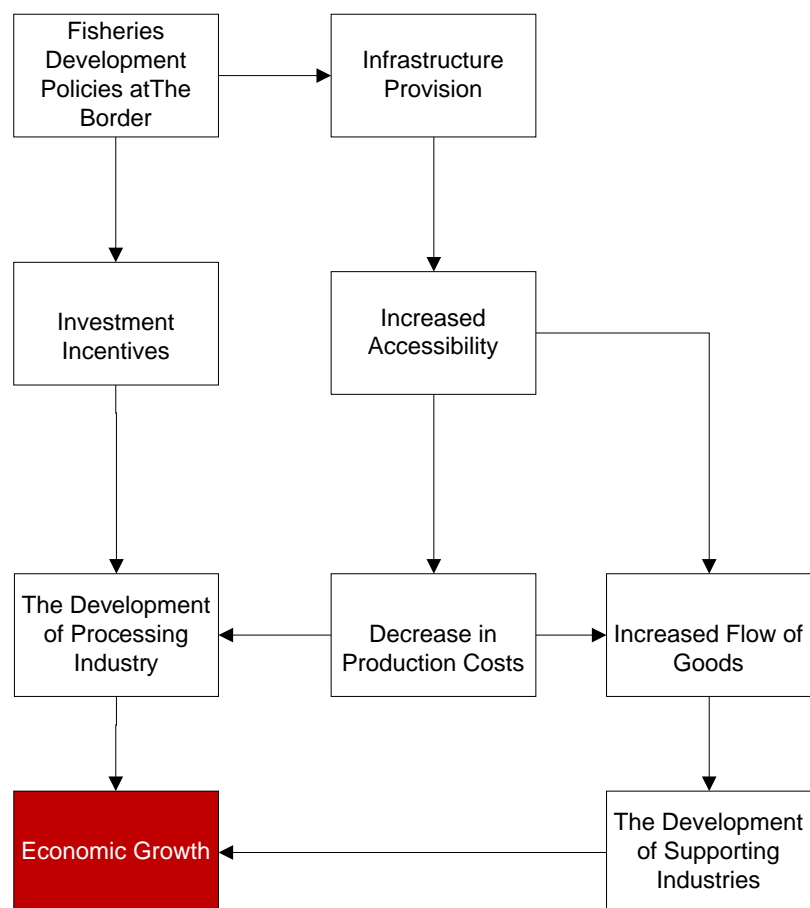 Fisheries
Development
Policies atThe
Border
Infrastructure
Provision
Investment
Incentives
Increased
Accessibility
The Development
of Processing
Industry
Decrease in
Production Costs
Increased Flow of
Goods
Economic Growth
The Development
of Supporting
Industries